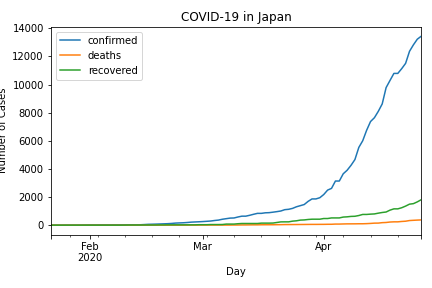 COVID-19 in Japan
14000
12000
10000
8000
6000
4000
2000
0
Number of Cases
confirmed
deaths
recovered
Feb
2020
Mar
Apr
Day